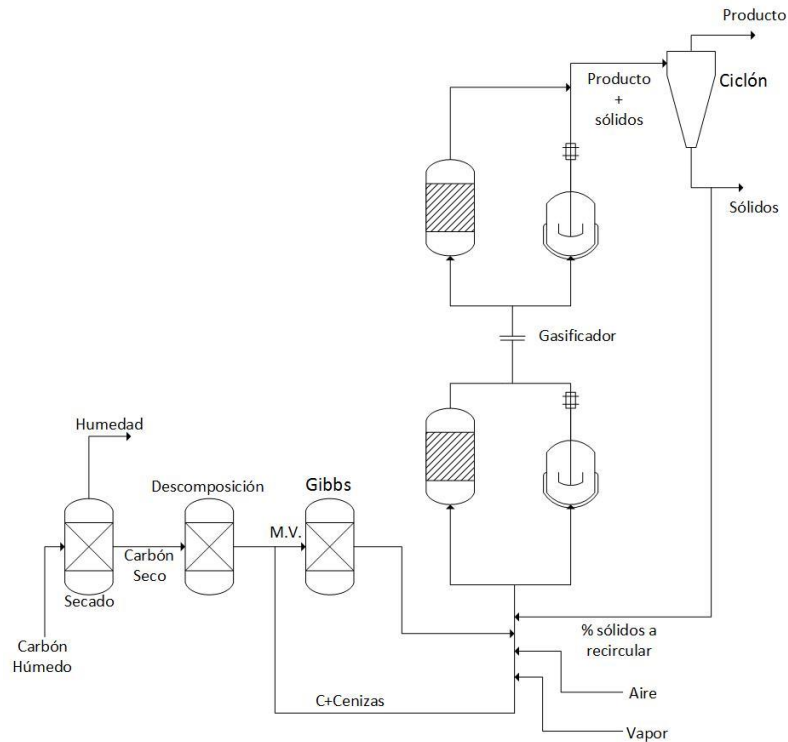 Producto
Ciclón
Producto
+
sólidos
Sólidos
Gasificador
Humedad
Descomposición
Gibbs
M.V.
Carbón
Seco
Secado
Carbón
Húmedo
% sólidos a
recircular
Aire
C+Cenizas
Vapor